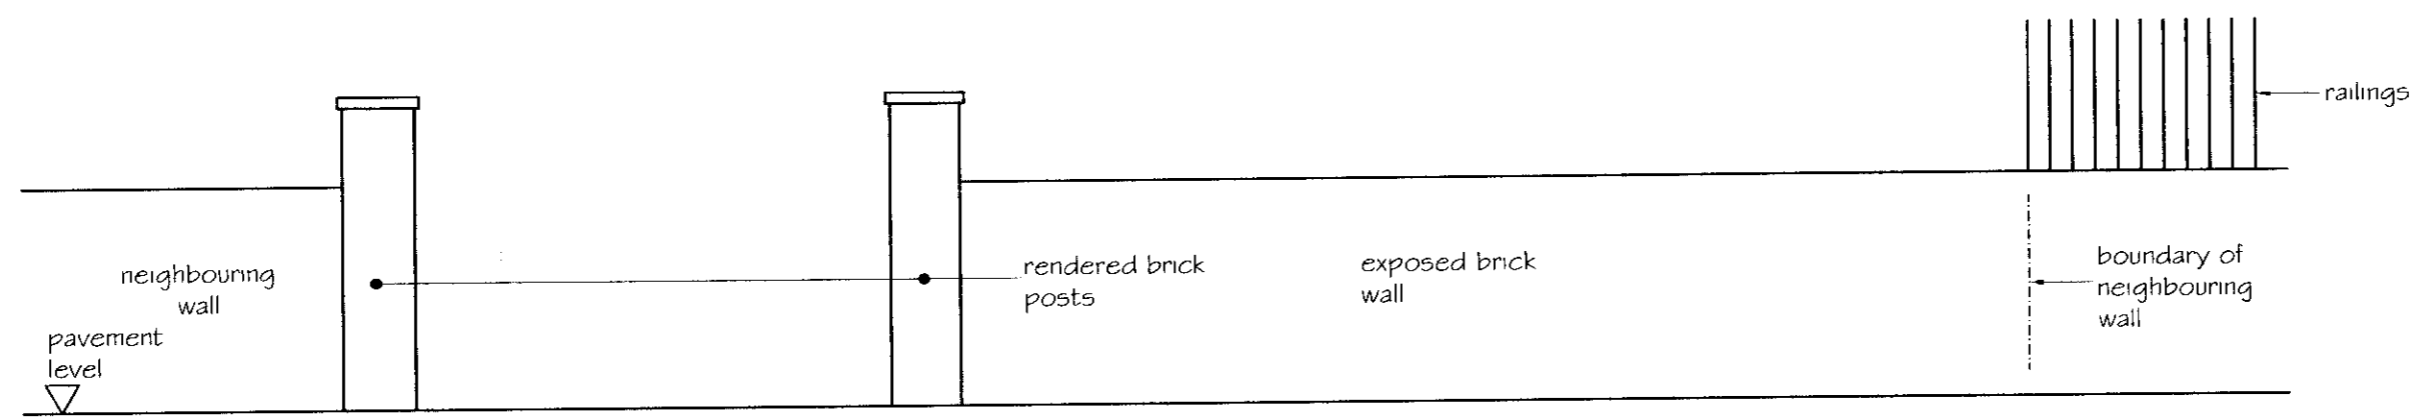 railings
neighbouring
wall
rendered brick
posts
exposed brick
wall
boundary of
neighbouring
wall
pavement
level